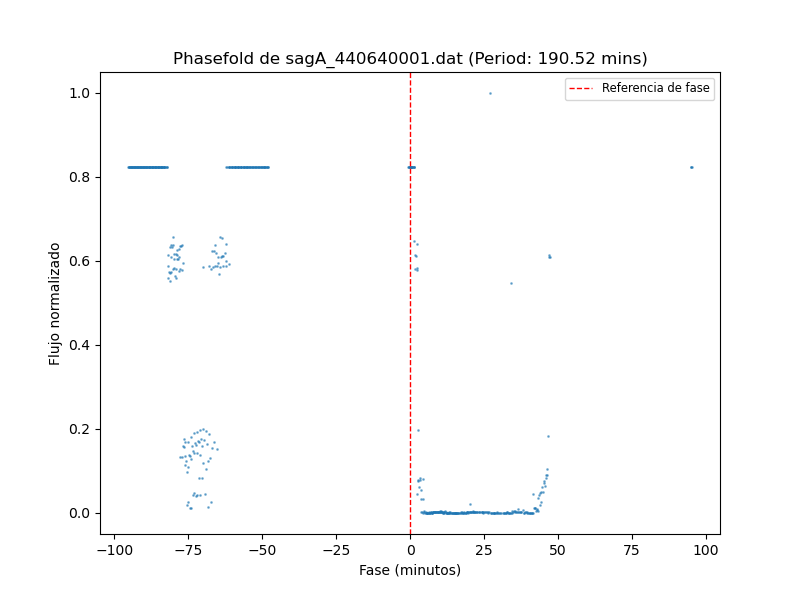 Phasefold de sagA_440640001.dat (Period: 190.52 mins)
Referencia de fase
Flujo normalizado
1.0
0.8
0.6
0.4
0.2
0.0
−100 −75 −50 −25 0 25 50 75 100
Fase (minutos)